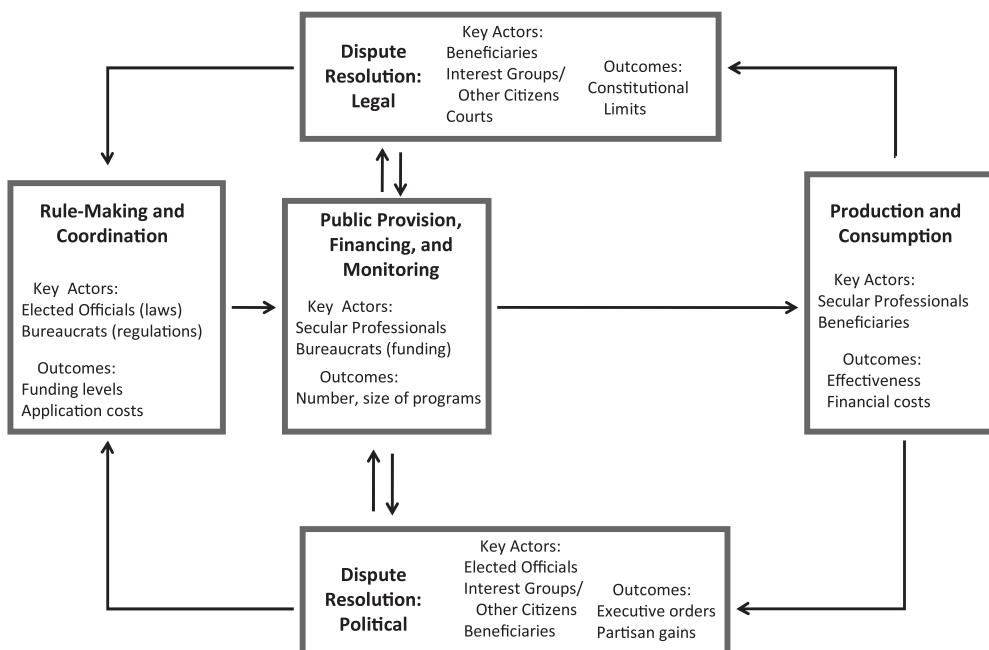 Dispute
Resolution:
Legal
Key Actors:
Beneficiaries
Interest Groups/
Other Citizens
Courts
Outcomes:
Constitutional
Limits
Rule-Making and
Coordination
Key Actors:
Elected Officials (laws)
Bureaucrats (regulations)
Outcomes:
Funding levels
Application costs
Public Provision,
Financing, and
Monitoring
Key Actors:
Secular Professionals
Bureaucrats (funding)
Outcomes:
Number, size of programs
Production and
Consumption
Key Actors:
Secular Professionals
Beneficiaries
Outcomes:
Effectiveness
Financial costs
Dispute
Resolution:
Political
Key Actors:
Elected Officials
Interest Groups/
Other Citizens
Beneficiaries
Outcomes:
Executive orders
Partisan gains